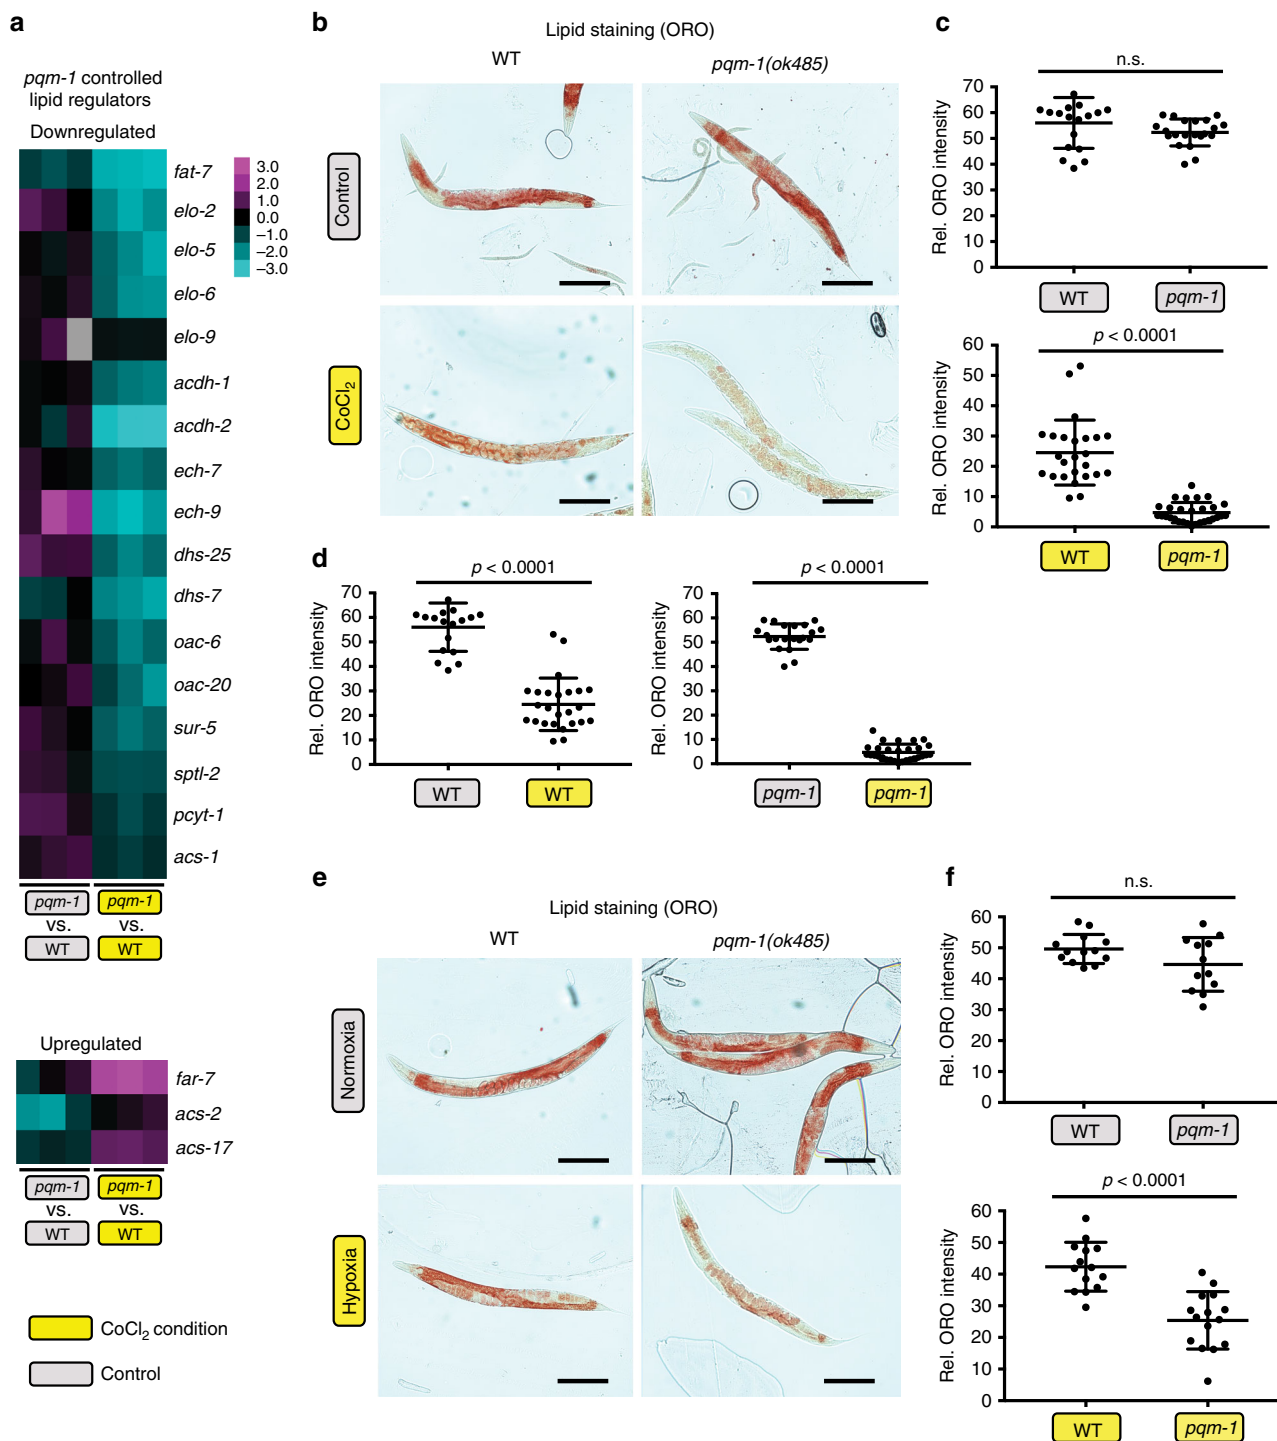 a
pqm-1 controlled
lipid regulators
Downregulated
3.0
2.0
1.0
0.0
–1.0
–2.0
–3.0
fat-7
elo-2
elo-5
elo-6
elo-9
acdh-1
acdh-2
ech-7
ech-9
dhs-25
dhs-7
oac-6
oac-20
sur-5
sptl-2
pcyt-1
acs-1
pqm-1
vs.
WT
pqm-1
vs.
WT
Upregulated
far-7
acs-2
acs-17
pqm-1
vs.
WT
pqm-1
vs.
WT
CoCl₂ condition
Control
b
Lipid staining (ORO)
WT
pqm-1(ok485)
Control
CoCl₂
c
n.s.
Rel. ORO intensity
70
60
50
40
30
20
10
0
WT
pqm-1
p < 0.0001
Rel. ORO intensity
60
50
40
30
20
10
0
WT
pqm-1
d
p < 0.0001
Rel. ORO intensity
70
60
50
40
30
20
10
0
WT
WT
p < 0.0001
Rel. ORO intensity
70
60
50
40
30
20
10
0
pqm-1
pqm-1
e
Lipid staining (ORO)
WT
pqm-1(ok485)
Normoxia
Hypoxia
f
n.s.
Rel. ORO intensity
60
50
40
30
20
10
0
WT
pqm-1
p < 0.0001
Rel. ORO intensity
60
50
40
30
20
10
0
WT
pqm-1